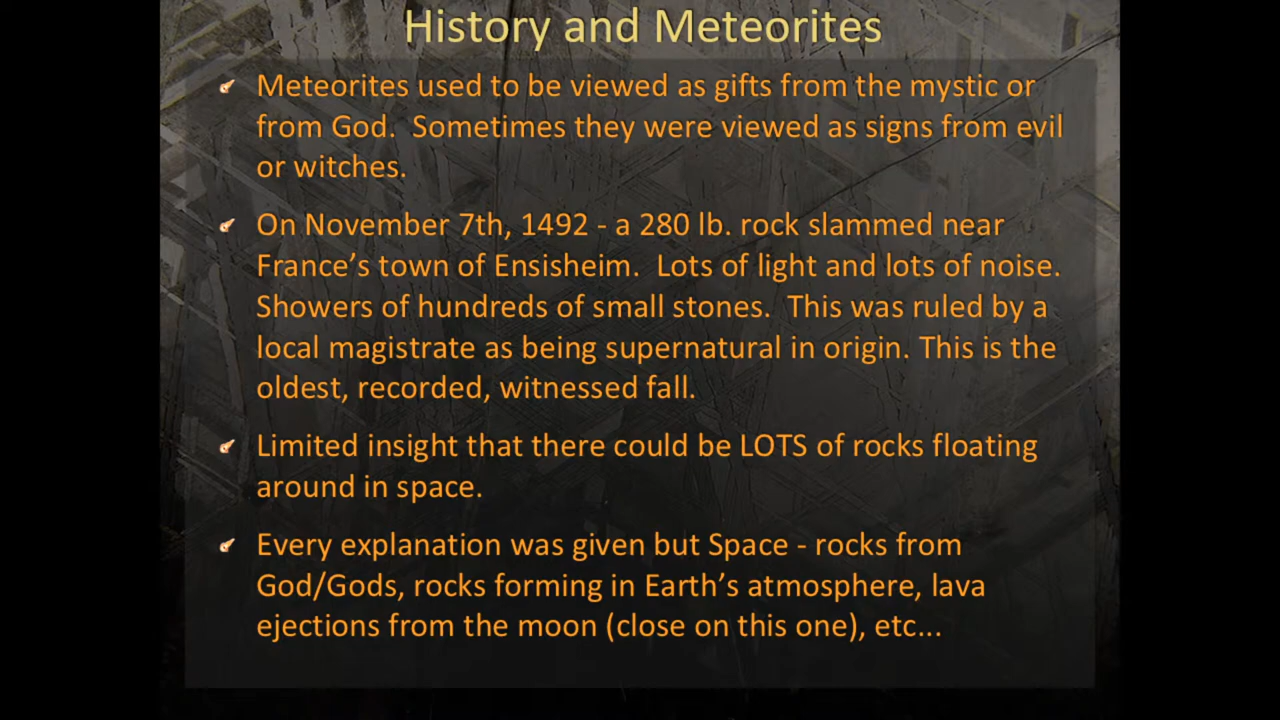 History and Meteorites
Meteorites used to be viewed as gifts from the mystic or
from God.  Sometimes they were viewed as signs from evil
or witches.
On November 7th, 1492 - a 280 lb. rock slammed near
France’s town of Ensisheim.  Lots of light and lots of noise.
Showers of hundreds of small stones.  This was ruled by a
local magistrate as being supernatural in origin. This is the
oldest, recorded, witnessed fall.
Limited insight that there could be LOTS of rocks floating
around in space.
Every explanation was given but Space - rocks from
God/Gods, rocks forming in Earth’s atmosphere, lava
ejections from the moon (close on this one), etc...